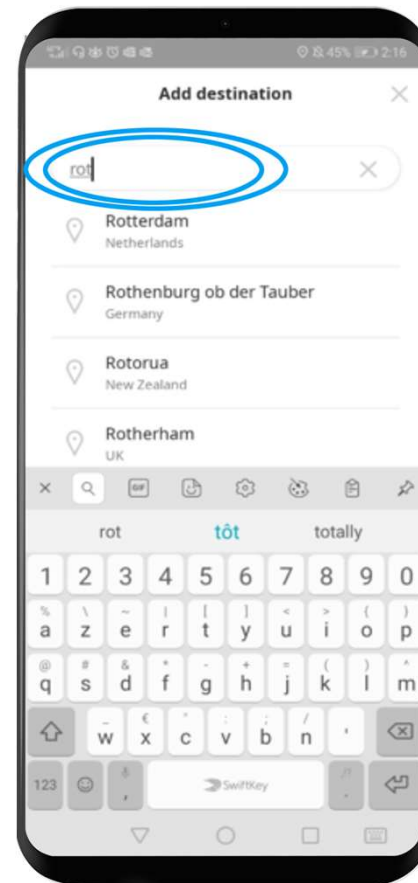 45% 2:16
Add destination
rot
Rotterdam
Netherlands
Rothenburg ob der Tauber
Germany
Rotorua
New Zealand
Rotherham
UK
GIF
rot tôt totally
1 2 3 4 5 6 7 8 9 0
% \ ~ | [ ] < > { }
a z e r t y u i o p
@ # & * - + = ( ) ^
q s d f g h j k l m
_ € " : ; /
w x c v b n '
123 , SwiftKey .